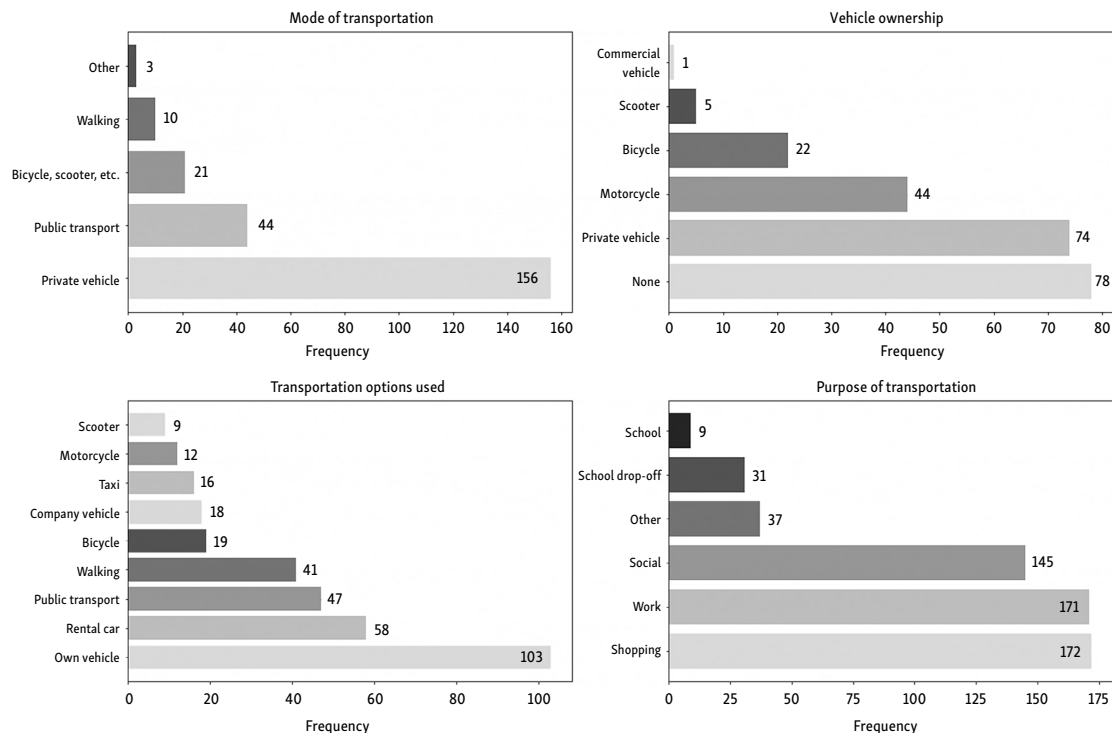 Mode of transportation
Other
3
Walking
10
Bicycle, scooter, etc.
21
Public transport
44
Private vehicle
156
0 20 40 60 80 100 120 140 160
Frequency
Vehicle ownership
Commercial
vehicle
1
Scooter
5
Bicycle
22
Motorcycle
44
Private vehicle
74
None
78
0 10 20 30 40 50 60 70 80
Frequency
Transportation options used
Scooter
9
Motorcycle
12
Taxi
16
Company vehicle
18
Bicycle
19
Walking
41
Public transport
47
Rental car
58
Own vehicle
103
0 20 40 60 80 100
Frequency
Purpose of transportation
School
9
School drop-off
31
Other
37
Social
145
Work
171
Shopping
172
0 25 50 75 100 125 150 175
Frequency